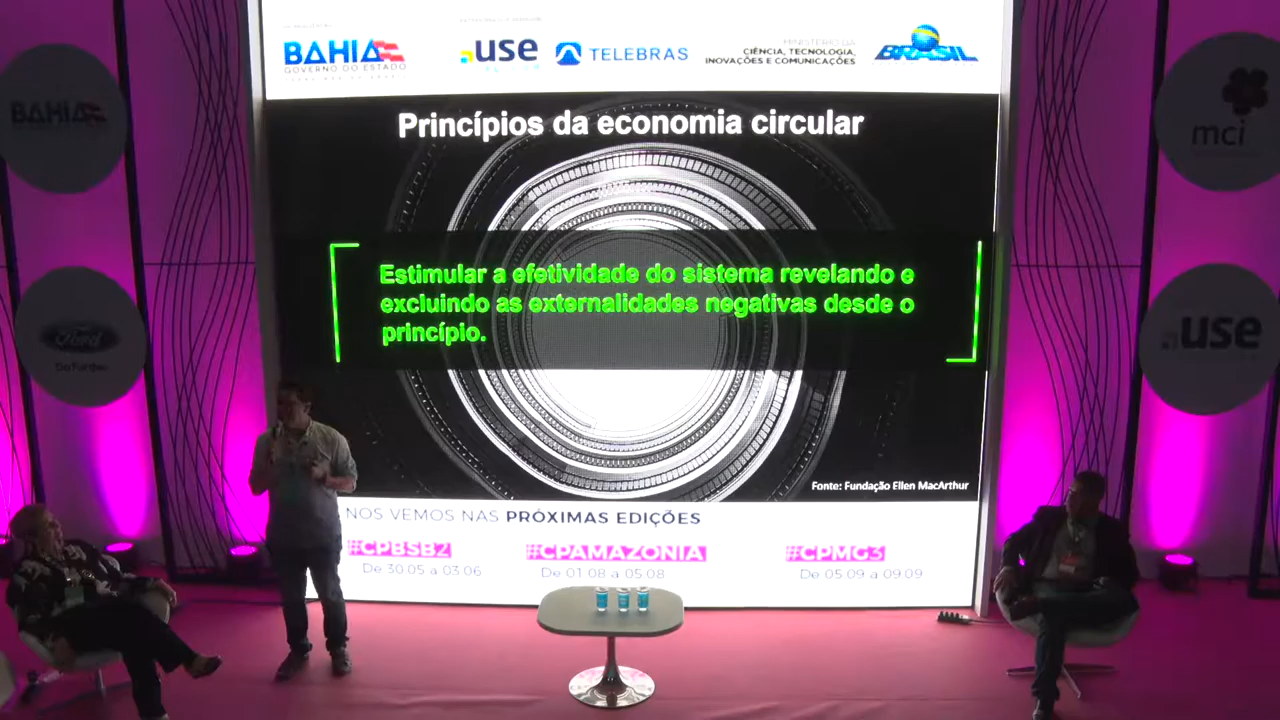 BAHIA
GOVERNO DO ESTADO
use
TELEBRAS
MINISTÉRIO DA
CIÊNCIA, TECNOLOGIA,
INOVAÇÕES E COMUNICAÇÕES
BRASIL
Princípios da economia circular
Estimular a efetividade do sistema revelando e
excluindo as externalidades negativas desde o
princípio.
Fonte: Fundação Ellen MacArthur
NOS VEMOS NAS PRÓXIMAS EDIÇÕES
#CPBSB2
De 30.05 a 03.06
#CPAMAZONIA
De 01.08 a 05.08
#CPMG3
De 05.09 a 09.09
BAHIA
Ford
Go Further
mci
use